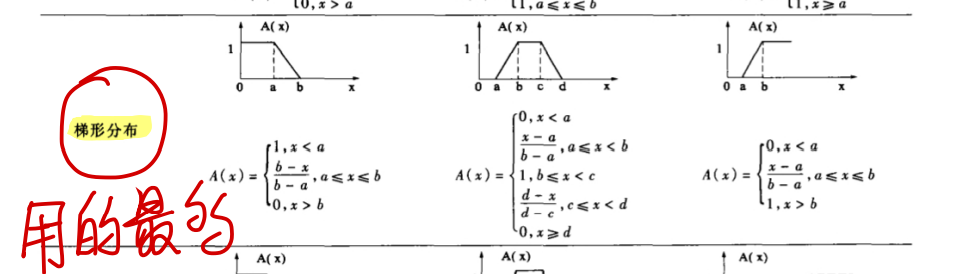 0, x > a
1, a ≤ x ≤ b
1, x ≥ a
A(x) A(x) A(x)
1 1 1
0 a b x 0 a b c d x 0 a b x
梯形分布
A(x) = { 1, x < a
b - x / b - a, a ≤ x ≤ b
0, x > b
A(x) = { 0, x < a
x - a / b - a, a ≤ x < b
1, b ≤ x < c
d - x / d - c, c ≤ x < d
0, x ≥ d
A(x) = { 0, x < a
x - a / b - a, a ≤ x ≤ b
1, x > b
用的最多
A(x) A(x) A(x)